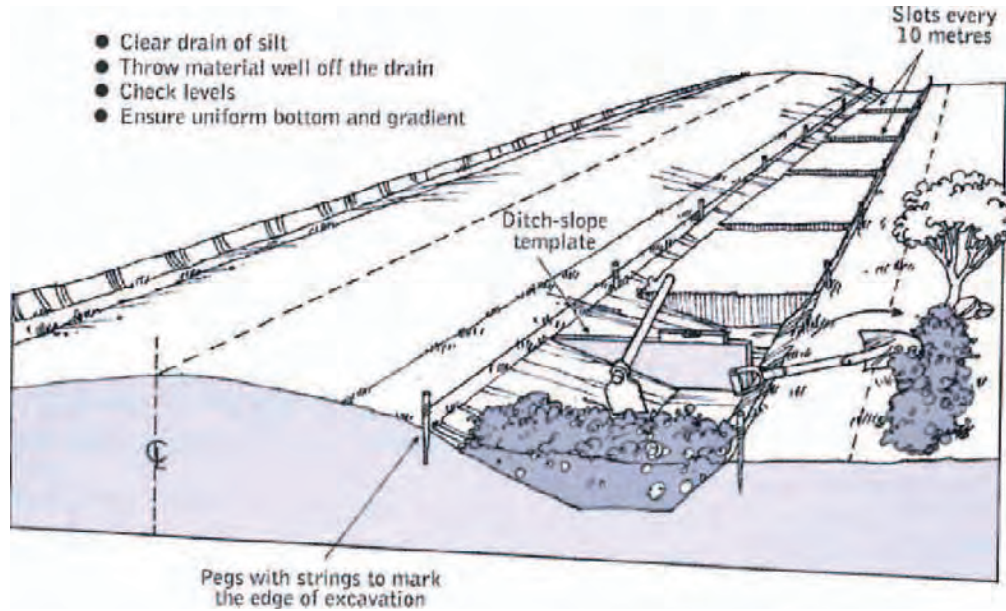 Slots every
10 metres
● Clear drain of silt
● Throw material well off the drain
● Check levels
● Ensure uniform bottom and gradient
Ditch-slope
template
℄
Pegs with strings to mark
the edge of excavation